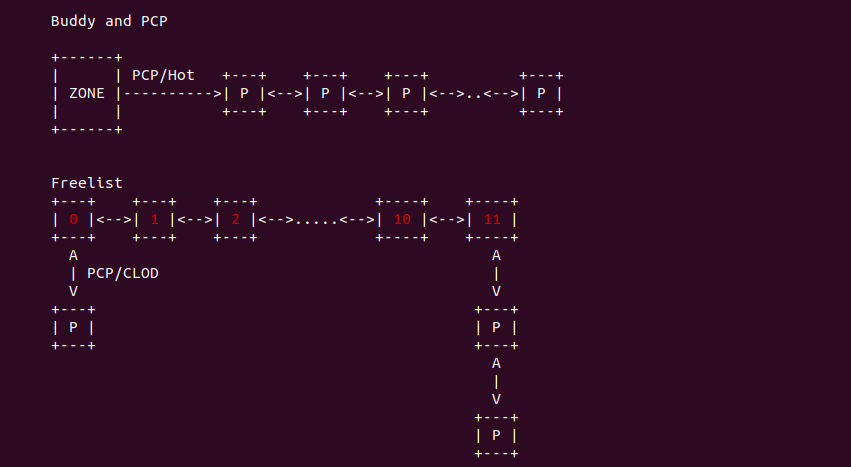 Buddy and PCP
+------+
|      | PCP/Hot   +---+    +---+    +---+          +---+
| ZONE |---------->| P |<-->| P |<-->| P |<-->..<-->| P |
|      |           +---+    +---+    +---+          +---+
+------+
Freelist
+---+    +---+    +---+             +----+    +----+
| 0 |<-->| 1 |<-->| 2 |<-->.....<-->| 10 |<-->| 11 |
+---+    +---+    +---+             +----+    +----+
  A                                              A
  | PCP/CLOD                                     |
  V                                              V
+---+                                          +---+
| P |                                          | P |
+---+                                          +---+
                                                 A
                                                 |
                                                 V
                                               +---+
                                               | P |
                                               +---+